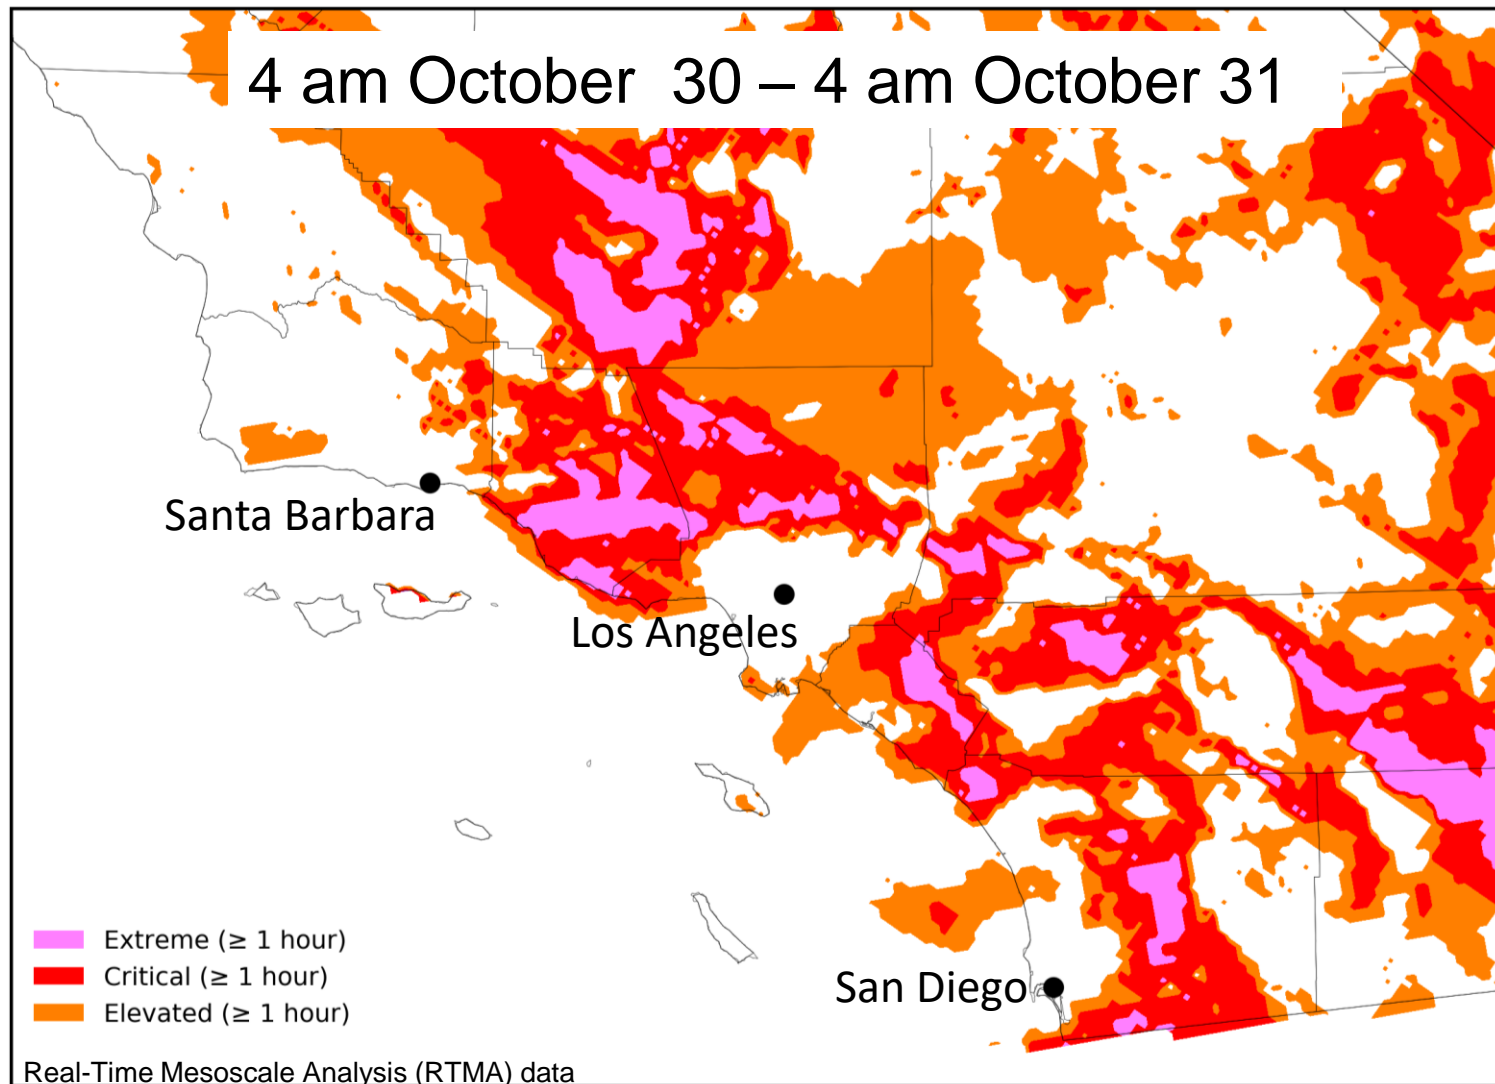 4 am October 30 – 4 am October 31
Santa Barbara
Los Angeles
San Diego
Extreme (≥ 1 hour)
Critical (≥ 1 hour)
Elevated (≥ 1 hour)
Real-Time Mesoscale Analysis (RTMA) data